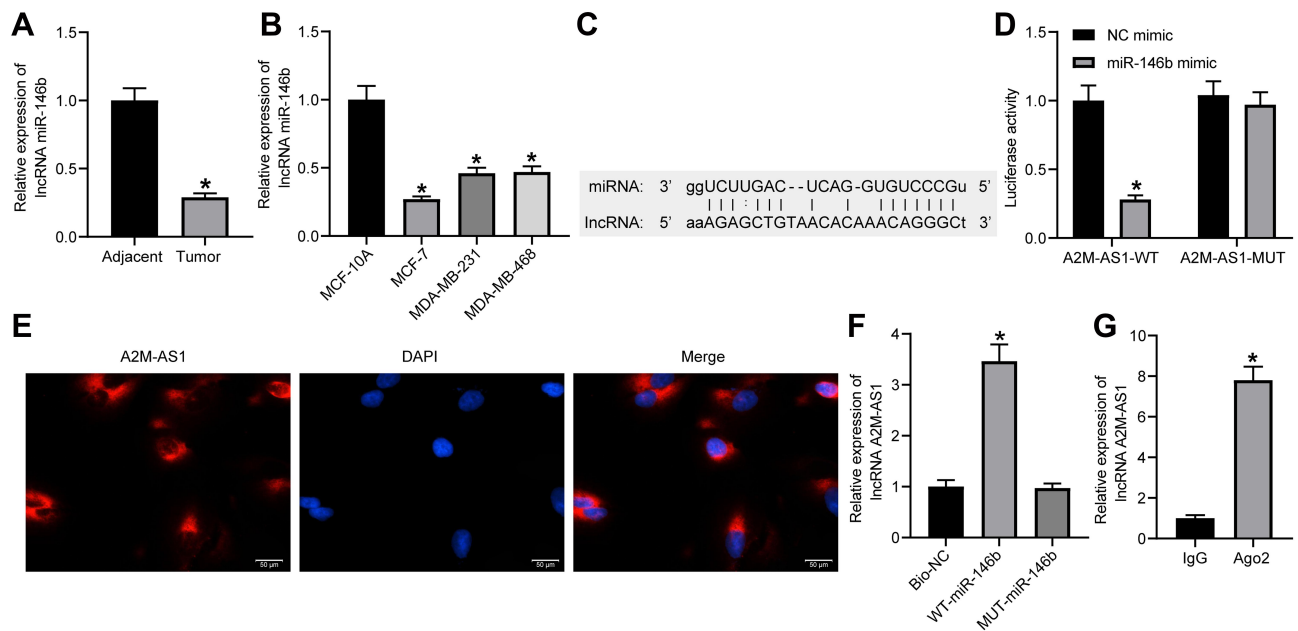 A
Relative expression of
lncRNA miR-146b
1.5
1.0
0.5
0.0
*
Adjacent
Tumor
B
Relative expression of
lncRNA miR-146b
1.5
1.0
0.5
0.0
*
*
*
MCF-10A
MCF-7
MDA-MB-231
MDA-MB-468
C
miRNA: 3’ ggUCUUGAC--UCAG-GUGUCCCGu 5’
| | | : | | | | | | | | | | | |
lncRNA: 5’ aaAGAGCTGTAACACAAACAGGGCt 3’
D
NC mimic
miR-146b mimic
Luciferase activity
1.5
1.0
0.5
0.0
*
A2M-AS1-WT
A2M-AS1-MUT
E
A2M-AS1
DAPI
Merge
50 μm
50 μm
50 μm
F
Relative expression of
lncRNA A2M-AS1
4
3
2
1
0
*
Bio-NC
WT-miR-146b
MUT-miR-146b
G
Relative expression of
lncRNA A2M-AS1
10
8
6
4
2
0
*
IgG
Ago2